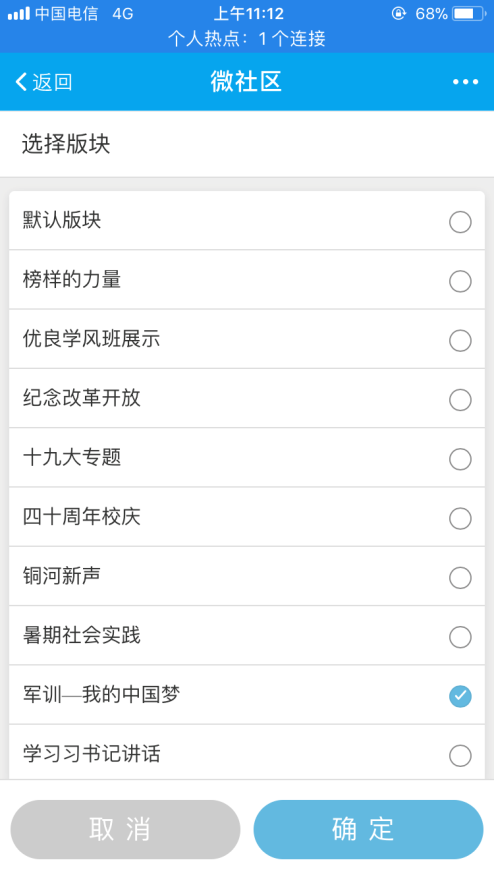 中国电信 4G 上午11:12 68%
个人热点：1 个连接
返回 微社区
选择版块
默认版块
榜样的力量
优良学风班展示
纪念改革开放
十九大专题
四十周年校庆
铜河新声
暑期社会实践
军训—我的中国梦
学习习书记讲话
取 消 确 定